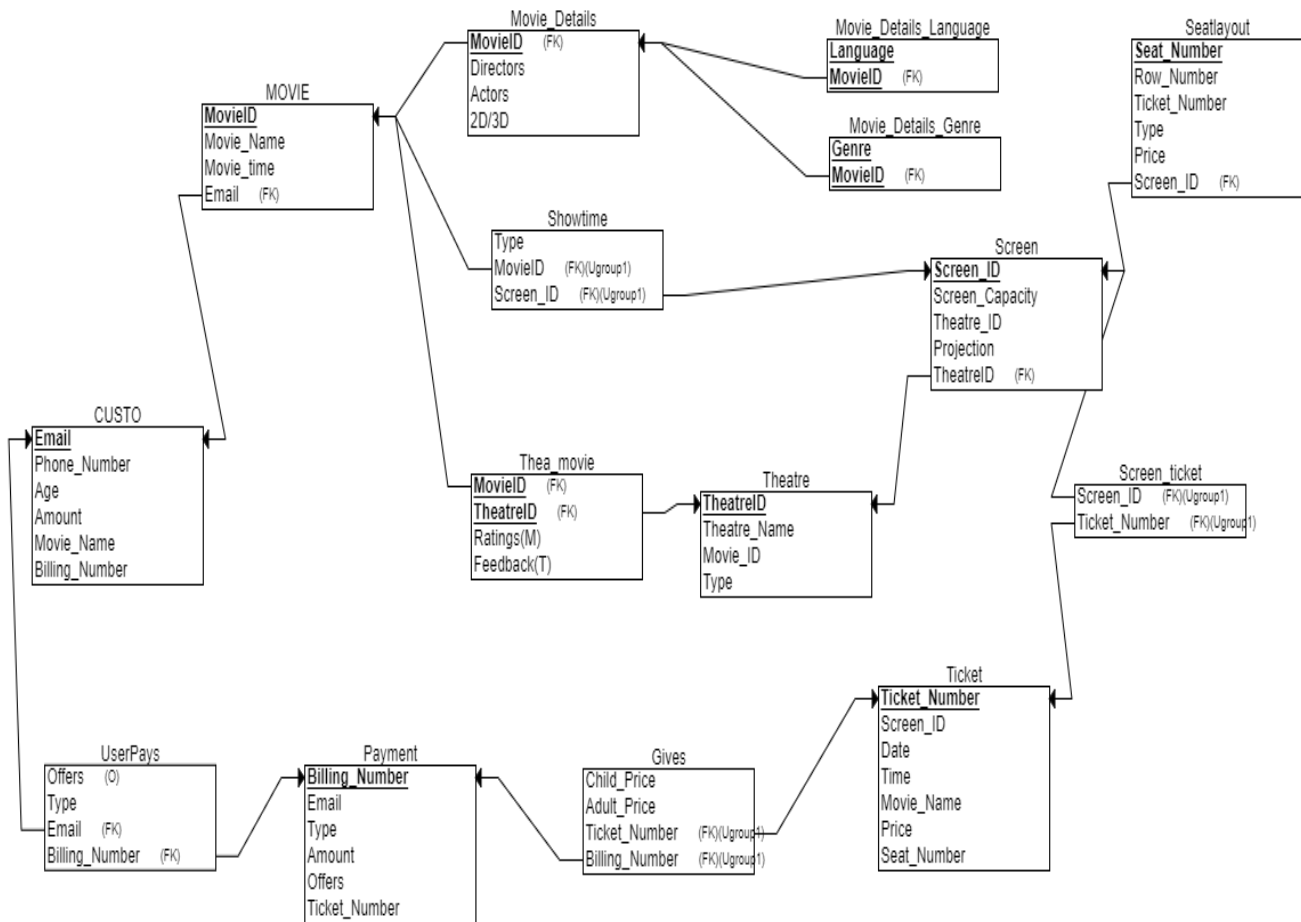 Movie_Details
MovieID (FK)
Directors
Actors
2D/3D
Movie_Details_Language
Language
MovieID (FK)
Seatlayout
Seat_Number
Row_Number
Ticket_Number
Type
Price
Screen_ID (FK)
MOVIE
MovieID
Movie_Name
Movie_time
Email (FK)
Movie_Details_Genre
Genre
MovieID (FK)
Showtime
Type
MovieID (FK)(Ugroup1)
Screen_ID (FK)(Ugroup1)
Screen
Screen_ID
Screen_Capacity
Theatre_ID
Projection
TheatreID (FK)
CUSTO
Email
Phone_Number
Age
Amount
Movie_Name
Billing_Number
Thea_movie
MovieID (FK)
TheatreID (FK)
Ratings(M)
Feedback(T)
Theatre
TheatreID
Theatre_Name
Movie_ID
Type
Screen_ticket
Screen_ID (FK)(Ugroup1)
Ticket_Number (FK)(Ugroup1)
UserPays
Offers (O)
Type
Email (FK)
Billing_Number (FK)
Payment
Billing_Number
Email
Type
Amount
Offers
Ticket_Number
Gives
Child_Price
Adult_Price
Ticket_Number (FK)(Ugroup1)
Billing_Number (FK)(Ugroup1)
Ticket
Ticket_Number
Screen_ID
Date
Time
Movie_Name
Price
Seat_Number